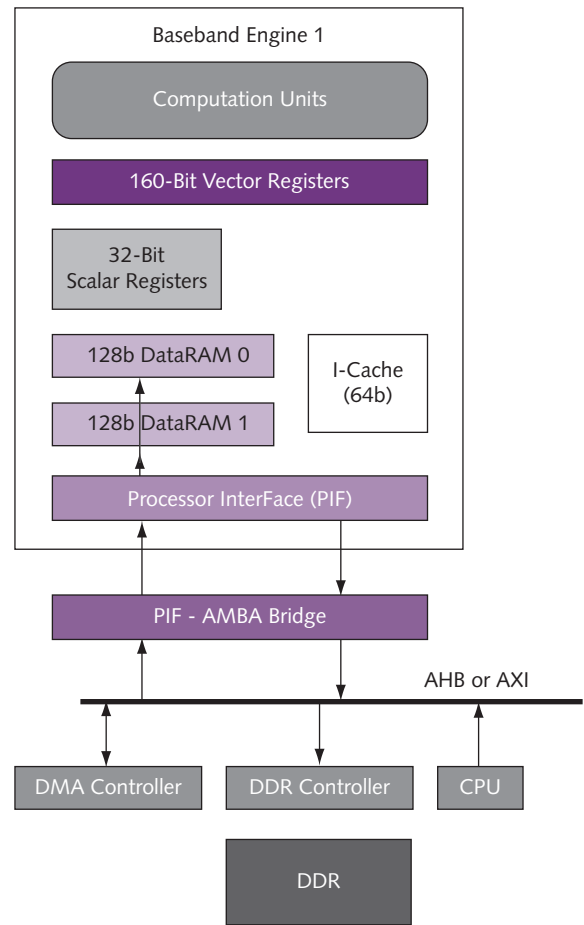 Baseband Engine 1
Computation Units
160-Bit Vector Registers
32-Bit
Scalar Registers
128b DataRAM 0
I-Cache
(64b)
128b DataRAM 1
Processor InterFace (PIF)
PIF - AMBA Bridge
AHB or AXI
DMA Controller
DDR Controller
CPU
DDR